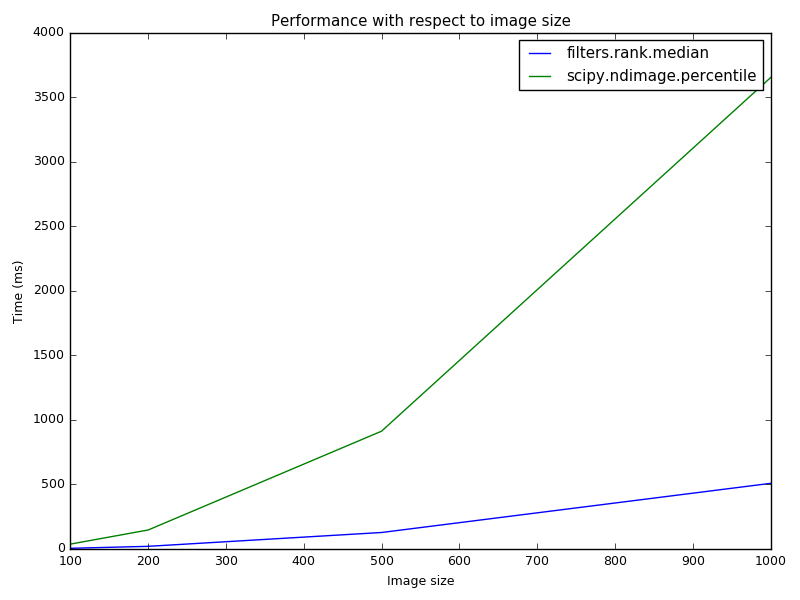 Performance with respect to image size
filters.rank.median
scipy.ndimage.percentile
4000
3500
3000
2500
2000
1500
1000
500
0
Time (ms)
100 200 300 400 500 600 700 800 900 1000
Image size